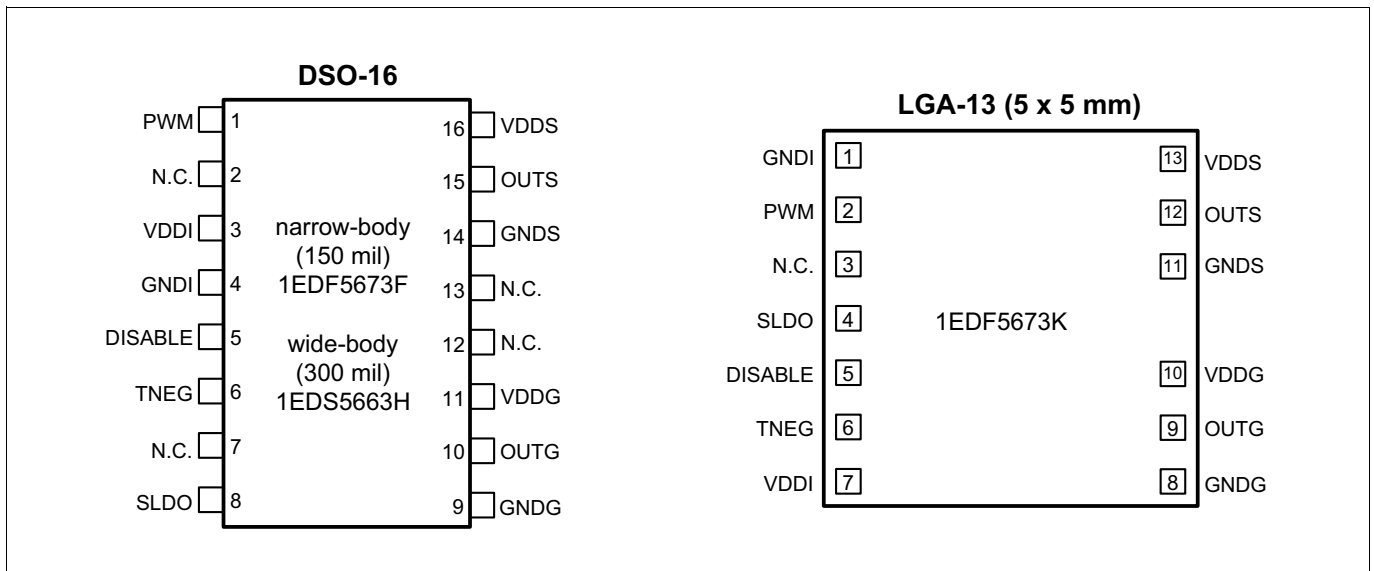 DSO-16
PWM 1
N.C. 2
VDDI 3
GNDI 4
DISABLE 5
TNEG 6
N.C. 7
SLDO 8
narrow-body
(150 mil)
1EDF5673F
wide-body
(300 mil)
1EDS5663H
16 VDDS
15 OUTS
14 GNDS
13 N.C.
12 N.C.
11 VDDG
10 OUTG
9 GNDG
LGA-13 (5 x 5 mm)
GNDI 1
PWM 2
N.C. 3
SLDO 4
DISABLE 5
TNEG 6
VDDI 7
1EDF5673K
13 VDDS
12 OUTS
11 GNDS
10 VDDG
9 OUTG
8 GNDG